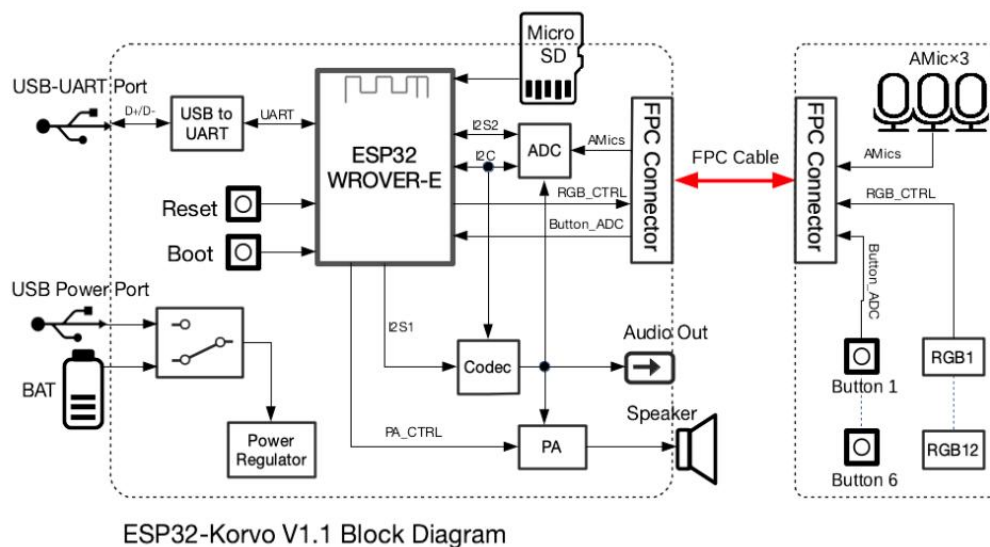 Micro
SD
AMic×3
USB-UART Port
D+/D-
USB to
UART
UART
ESP32
WROVER-E
I2S2
I2C
ADC
AMics
FPC Connector
FPC Cable
FPC Connector
AMics
RGB_CTRL
RGB_CTRL
Button_ADC
Button_ADC
Reset
Boot
USB Power Port
BAT
Power
Regulator
I2S1
Codec
Audio Out
PA_CTRL
PA
Speaker
Button 1
RGB1
Button 6
RGB12
ESP32-Korvo V1.1 Block Diagram